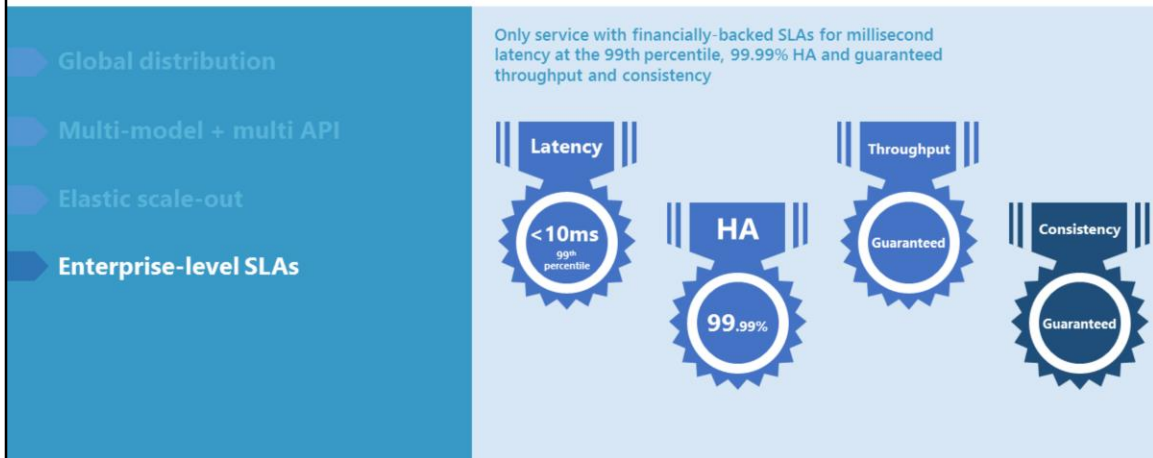 Global distribution
Multi-model + multi API
Elastic scale-out
Enterprise-level SLAs
Only service with financially-backed SLAs for millisecond
latency at the 99th percentile, 99.99% HA and guaranteed
throughput and consistency
Latency
<10ms
99th
percentile
HA
99.99%
Throughput
Guaranteed
Consistency
Guaranteed